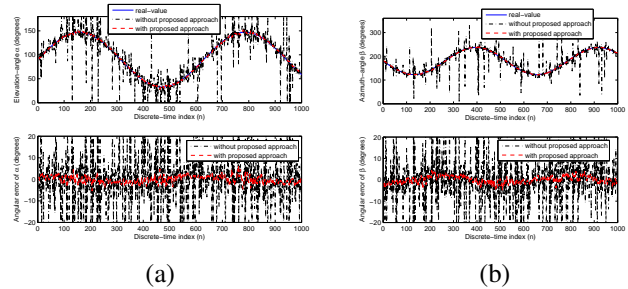 real−value
without proposed approach
with proposed approach
Elevation−angle α (degrees)
150
100
50
0
0 100 200 300 400 500 600 700 800 900 1000
Discrete−time index (n)
without proposed approach
with proposed approach
Angular error of α (degrees)
20
10
0
−10
−20
0 100 200 300 400 500 600 700 800 900 1000
Discrete−time index (n)
(a)
real−value
without proposed approach
with proposed approach
Azimuth−angle β (degrees)
300
200
100
0
0 100 200 300 400 500 600 700 800 900 1000
Discrete−time index (n)
without proposed approach
with proposed approach
Angular error of β (degrees)
20
10
0
−10
−20
0 100 200 300 400 500 600 700 800 900 1000
Discrete−time index (n)
(b)